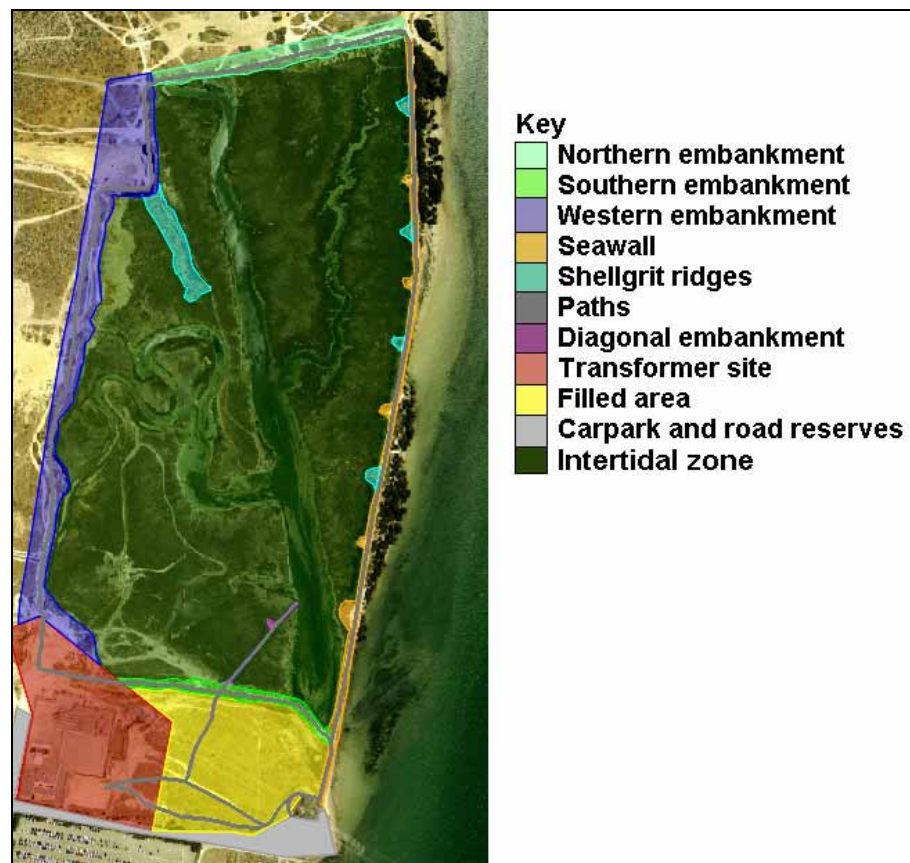 Key
Northern embankment
Southern embankment
Western embankment
Seawall
Shellgrit ridges
Paths
Diagonal embankment
Transformer site
Filled area
Carpark and road reserves
Intertidal zone